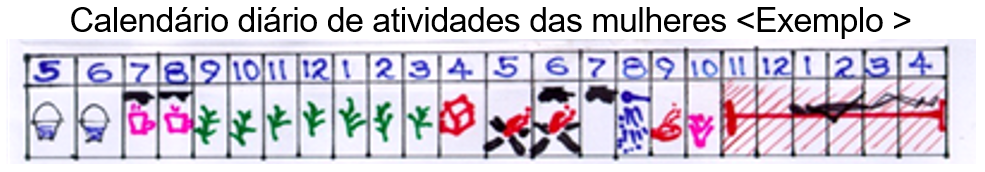 Calendário diário de atividades das mulheres <Exemplo >
5 6 7 8 9 10 11 12 1 2 3 4 5 6 7 8 9 10 11 12 1 2 3 4